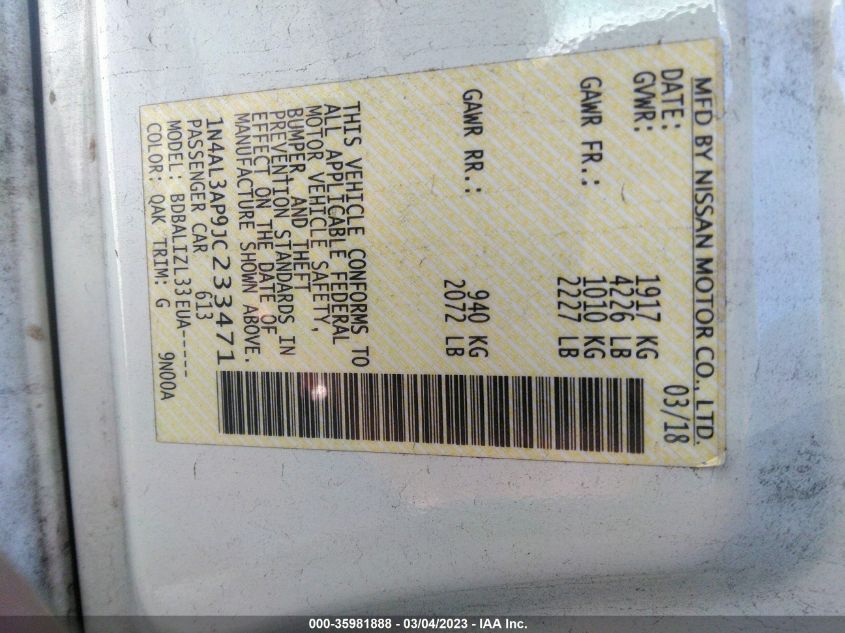 MFD BY NISSAN MOTOR CO., LTD.
DATE: 03/18
GVWR: 1917 KG
4226 LB
GAWR FR.: 1010 KG
2227 LB
GAWR RR.: 940 KG
2072 LB
THIS VEHICLE CONFORMS TO
ALL APPLICABLE FEDERAL
MOTOR VEHICLE SAFETY,
BUMPER AND THEFT
PREVENTION STANDARDS IN
EFFECT ON THE DATE OF
MANUFACTURE SHOWN ABOVE.
1N4AL3AP9JC233471
PASSENGER CAR 613
MODEL: BDBALIZL33EUA-----
COLOR: QAK TRIM: G 9N00A
000-35981888 - 03/04/2023 - IAA Inc.